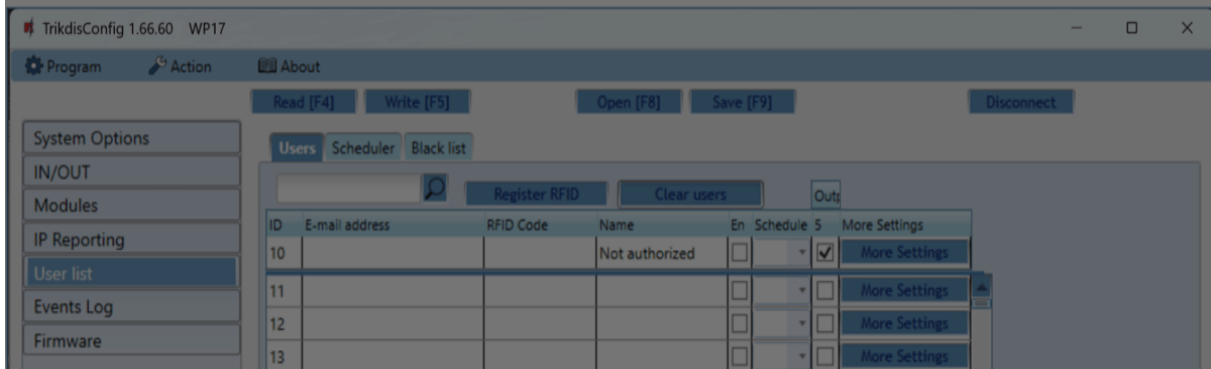 TrikdisConfig 1.66.60 WP17
Program Action About
Read [F4] Write [F5] Open [F8] Save [F9] Disconnect
System Options
IN/OUT
Modules
IP Reporting
User list
Events Log
Firmware
Users Scheduler Black list
Register RFID Clear users Outp
ID E-mail address RFID Code Name En Schedule 5 More Settings
10 Not authorized More Settings
11 More Settings
12 More Settings
13 More Settings